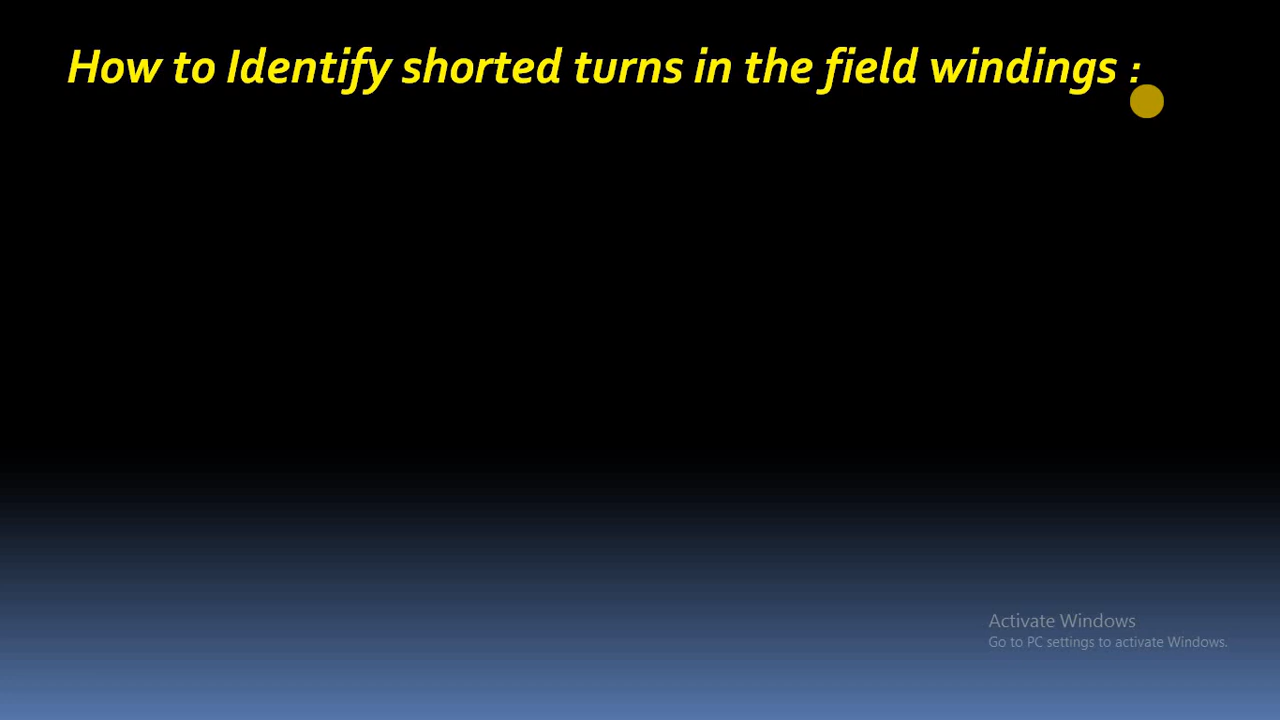 How to Identify shorted turns in the field windings :
Activate Windows
Go to PC settings to activate Windows.